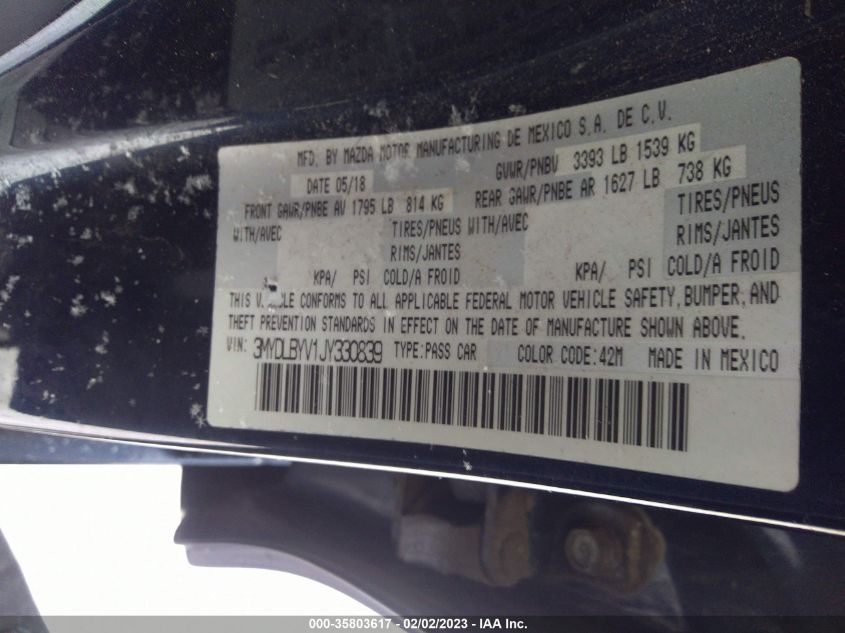 MFD. BY MAZDA MOTOR MANUFACTURING DE MEXICO S.A. DE C.V.
DATE 05/18 GVWR/PNBV 3393 LB 1539 KG
FRONT GAWR/PNBE AV 1795 LB 814 KG REAR GAWR/PNBE AR 1627 LB 738 KG
WITH/AVEC TIRES/PNEUS WITH/AVEC TIRES/PNEUS
RIMS/JANTES RIMS/JANTES
KPA/ PSI COLD/A FROID KPA/ PSI COLD/A FROID
THIS CONFORMS TO ALL APPLICABLE FEDERAL MOTOR VEHICLE SAFETY, BUMPER, AND
THEFT PREVENTION STANDARDS IN EFFECT ON THE DATE OF MANUFACTURE SHOWN ABOVE.
VIN: 3MYDLBYV1JY330839 TYPE:PASS CAR COLOR CODE:42M MADE IN MEXICO
000-35803617 - 02/02/2023 - IAA Inc.